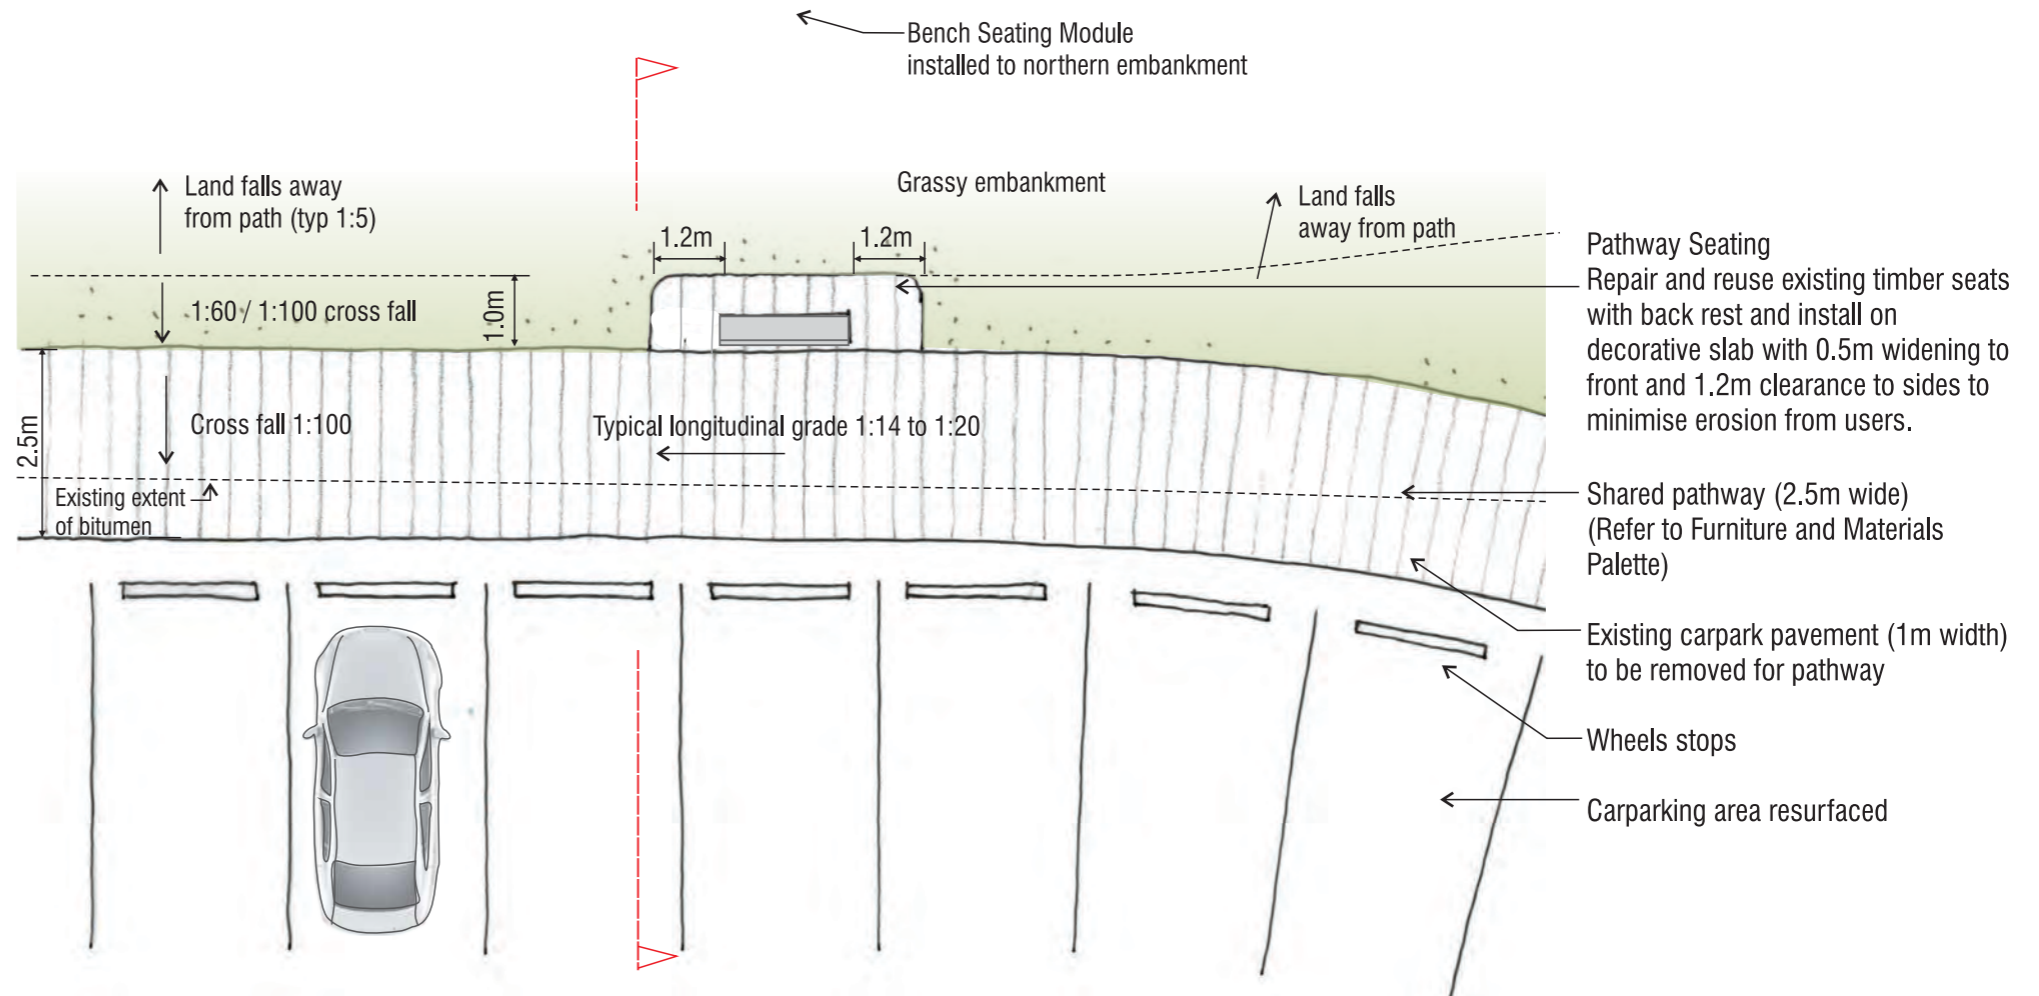 Bench Seating Module
installed to northern embankment
Land falls away
from path (typ 1:5)
Grassy embankment
Land falls
away from path
1.2m
1.2m
1:60 / 1:100 cross fall
1.0m
Pathway Seating
Repair and reuse existing timber seats
with back rest and install on
decorative slab with 0.5m widening to
front and 1.2m clearance to sides to
minimise erosion from users.
2.5m
Cross fall 1:100
Typical longitudinal grade 1:14 to 1:20
Existing extent
of bitumen
Shared pathway (2.5m wide)
(Refer to Furniture and Materials
Palette)
Existing carpark pavement (1m width)
to be removed for pathway
Wheels stops
Carparking area resurfaced